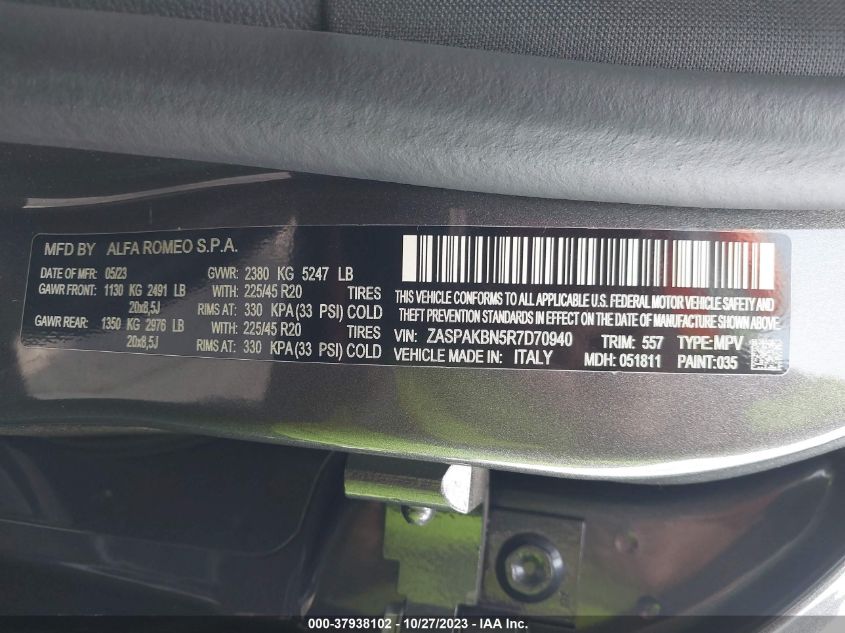 MFD BY ALFA ROMEO S.P.A.
DATE OF MFR: 05/23 GVWR: 2380 KG 5247 LB
GAWR FRONT: 1130 KG 2491 LB WITH: 225/45 R20 TIRES
20x8,5J RIMS AT: 330 KPA(33 PSI) COLD
GAWR REAR: 1350 KG 2976 LB WITH: 225/45 R20 TIRES
20x8,5J RIMS AT: 330 KPA(33 PSI) COLD
THIS VEHICLE CONFORMS TO ALL APPLICABLE U.S. FEDERAL MOTOR VEHICLE SAFETY AND
THEFT PREVENTION STANDARDS IN EFFECT ON THE DATE OF MANUFACTURE SHOWN ABOVE.
VIN: ZASPAKBN5R7D70940 TRIM: 557 TYPE:MPV
VEHICLE MADE IN: ITALY MDH: 051811 PAINT:035
000-37938102 - 10/27/2023 - IAA Inc.